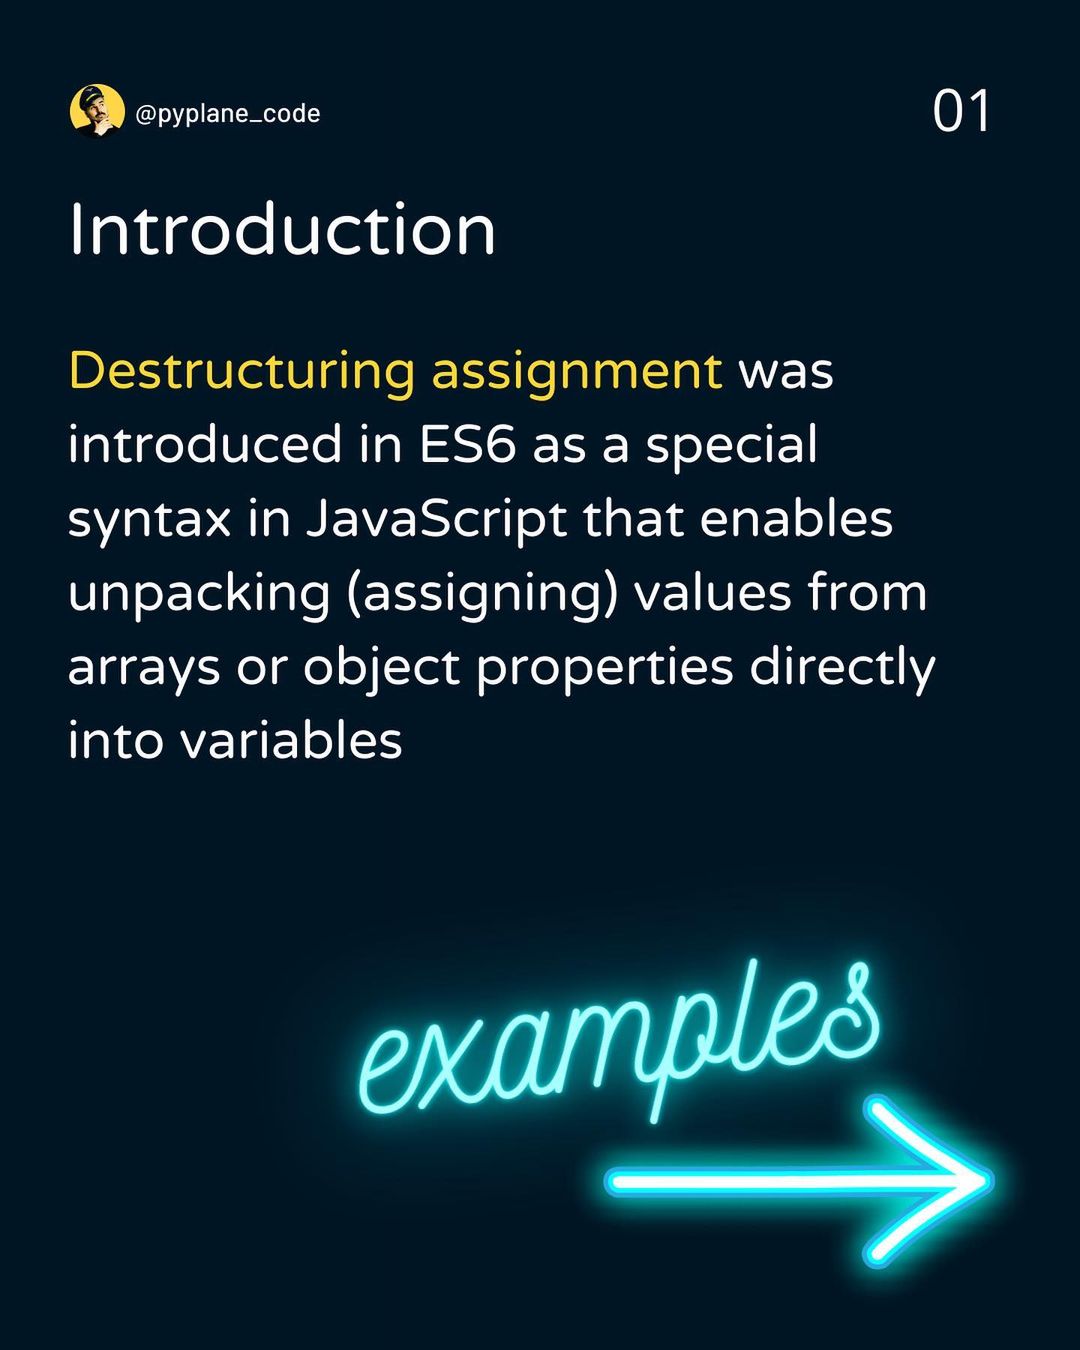 @pyplane_code
01
Introduction
Destructuring assignment was
introduced in ES6 as a special
syntax in JavaScript that enables
unpacking (assigning) values from
arrays or object properties directly
into variables
examples